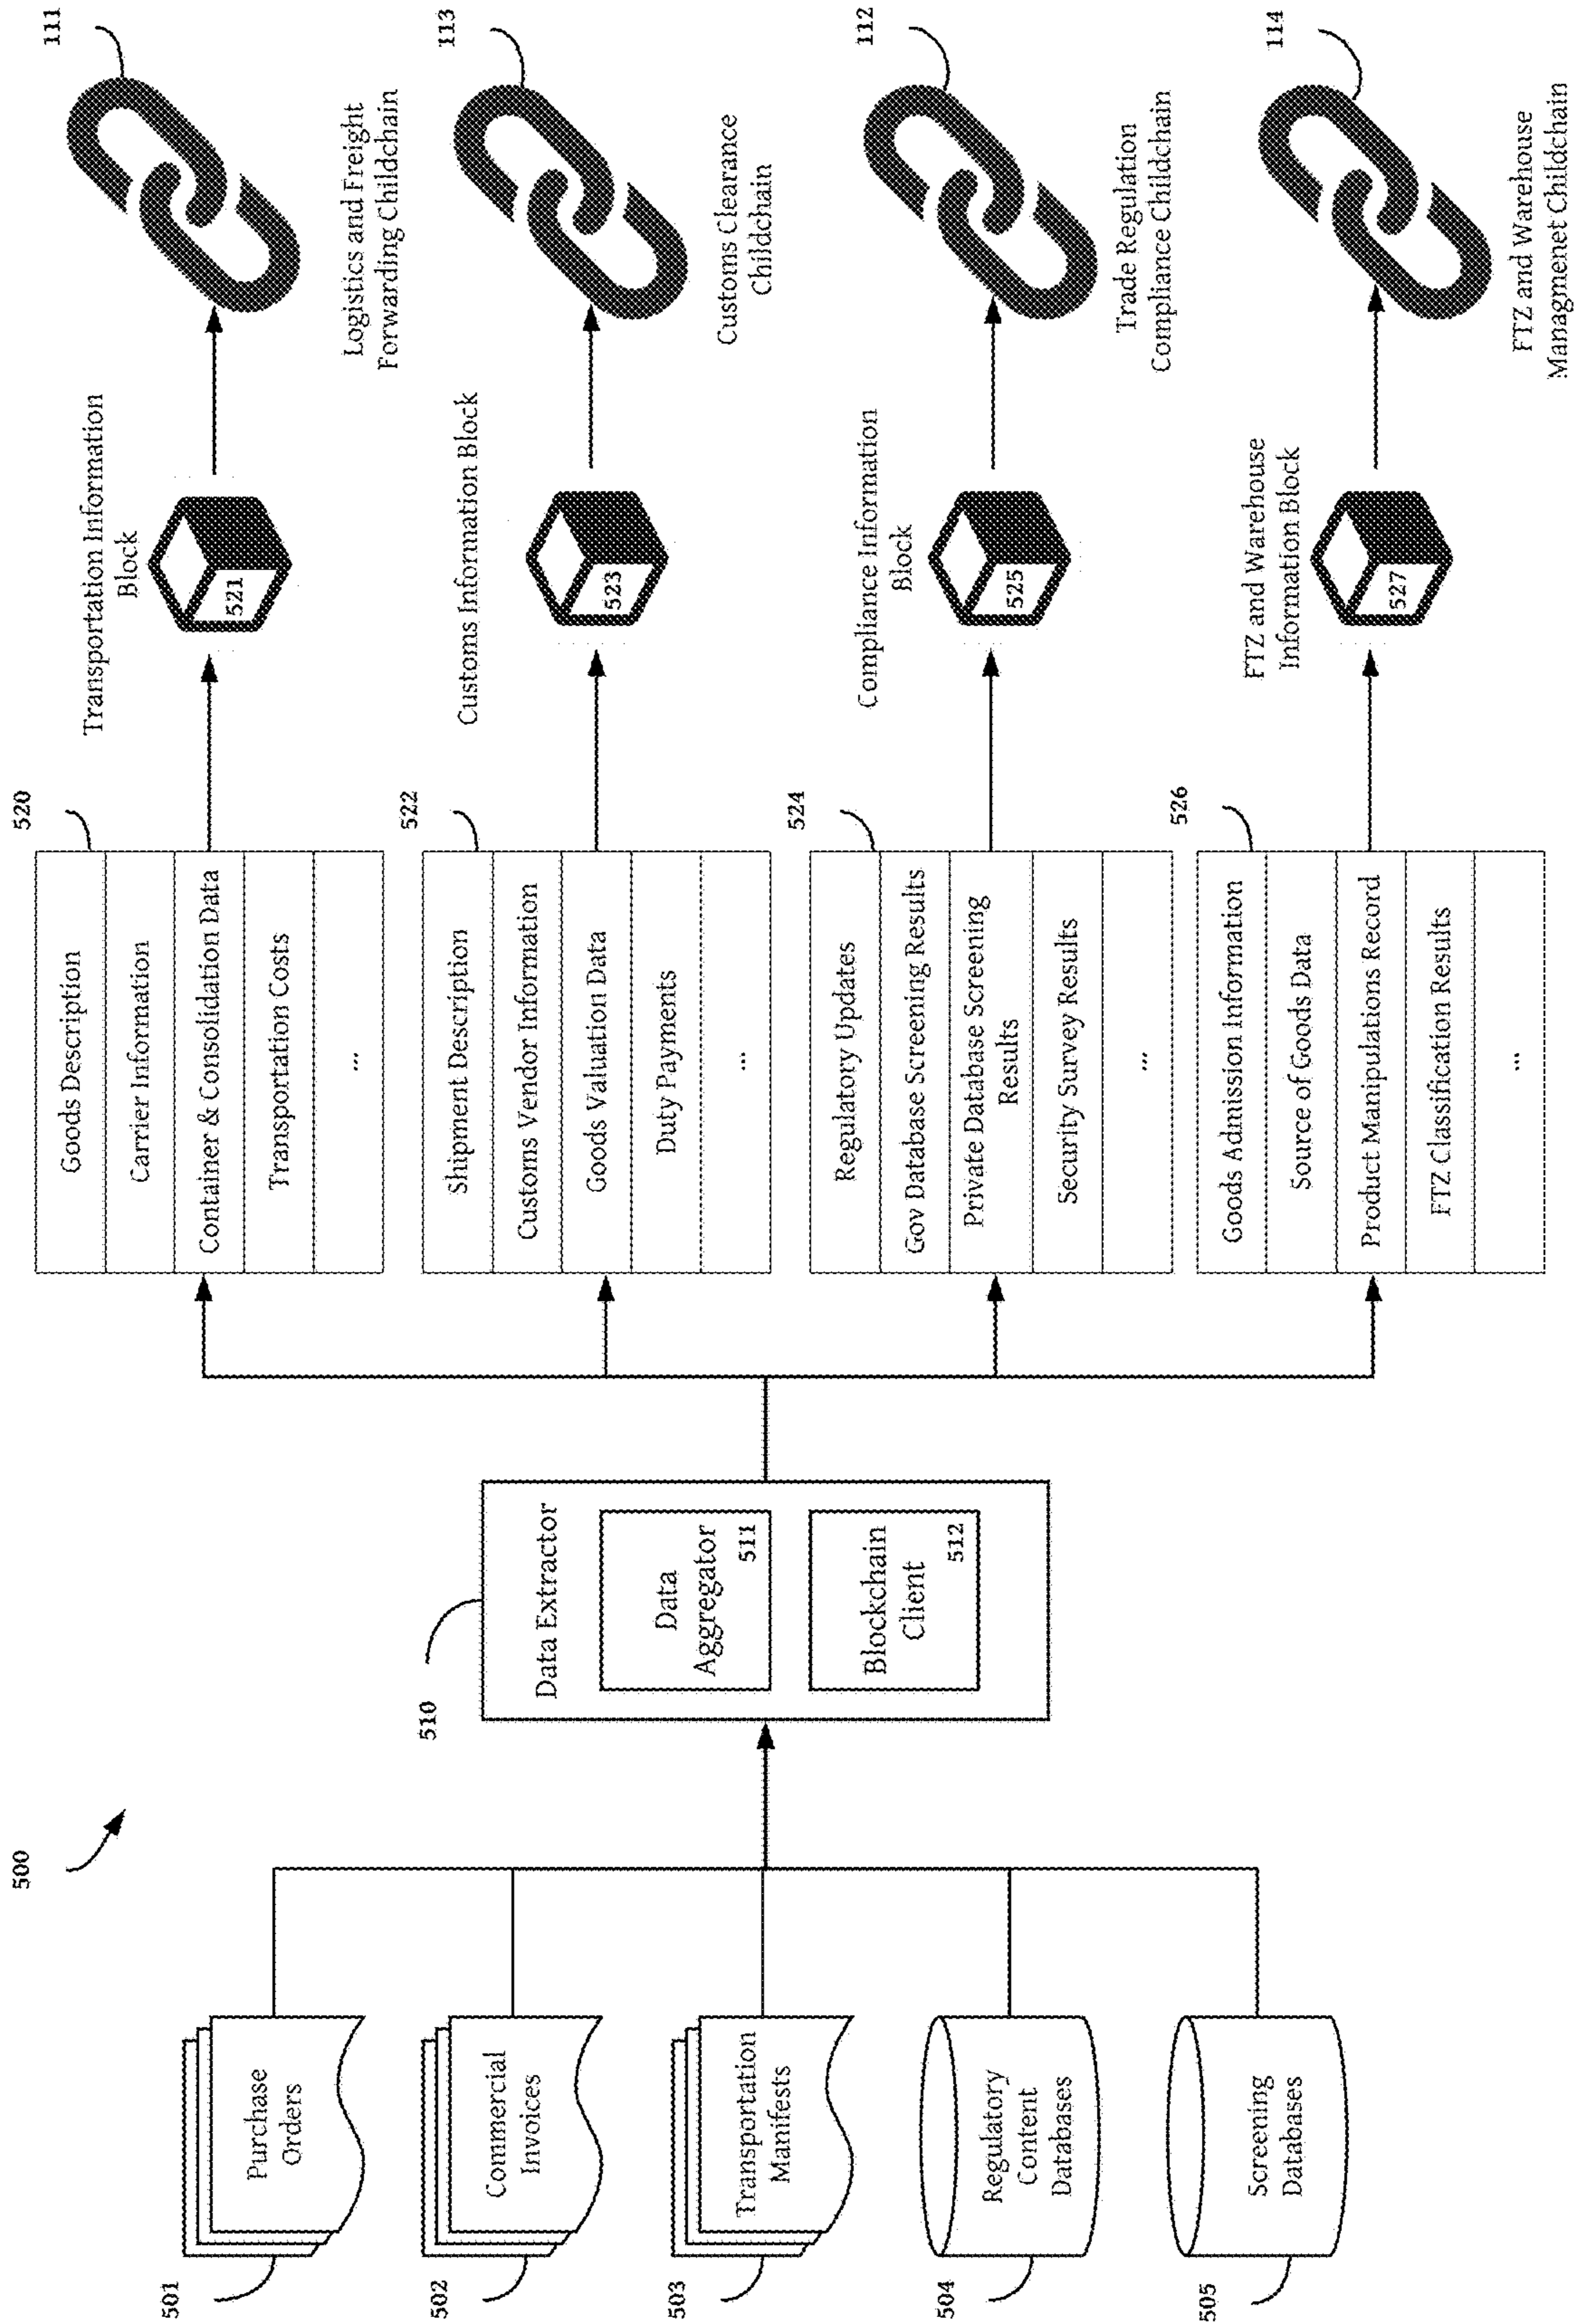 500
501
Purchase
Orders
502
Commercial
Invoices
503
Transportation
Manifests
504
Regulatory
Content
Databases
505
Screening
Databases
510
Data Extractor
Data
Aggregator
511
Blockchain
Client
512
520
Goods Description
Carrier Information
Container & Consolidation Data
Transportation Costs
...
522
Shipment Description
Customs Vendor Information
Goods Valuation Data
Duty Payments
...
524
Regulatory Updates
Gov Database Screening Results
Private Database Screening
Results
Security Survey Results
...
526
Goods Admission Information
Source of Goods Data
Product Manipulations Record
FTZ Classification Results
...
Transportation Information
Block
521
Customs Information Block
523
Compliance Information
Block
525
FTZ and Warehouse
Information Block
527
111
Logistics and Freight
Forwarding Childchain
113
Customs Clearance
Childchain
112
Trade Regulation
Compliance Childchain
114
FTZ and Warehouse
Managmenet Childchain